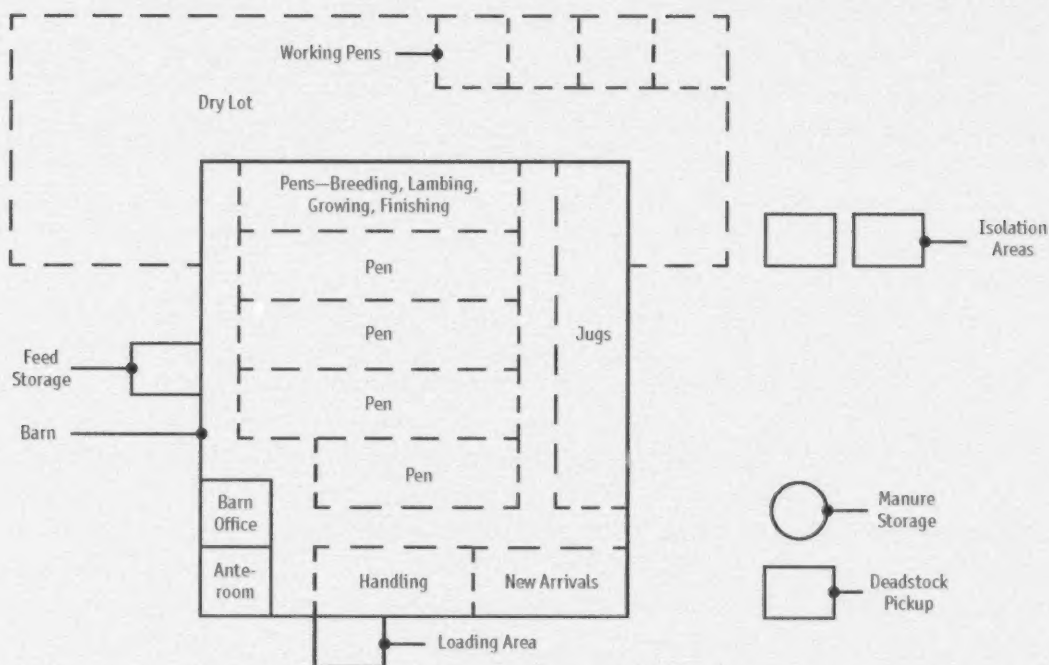 Working Pens
Dry Lot
Pens—Breeding, Lambing,
Growing, Finishing
Isolation
Areas
Pen
Pen
Jugs
Feed
Storage
Pen
Barn
Pen
Barn
Office
Manure
Storage
Ante-
room
Handling
New Arrivals
Deadstock
Pickup
Loading Area